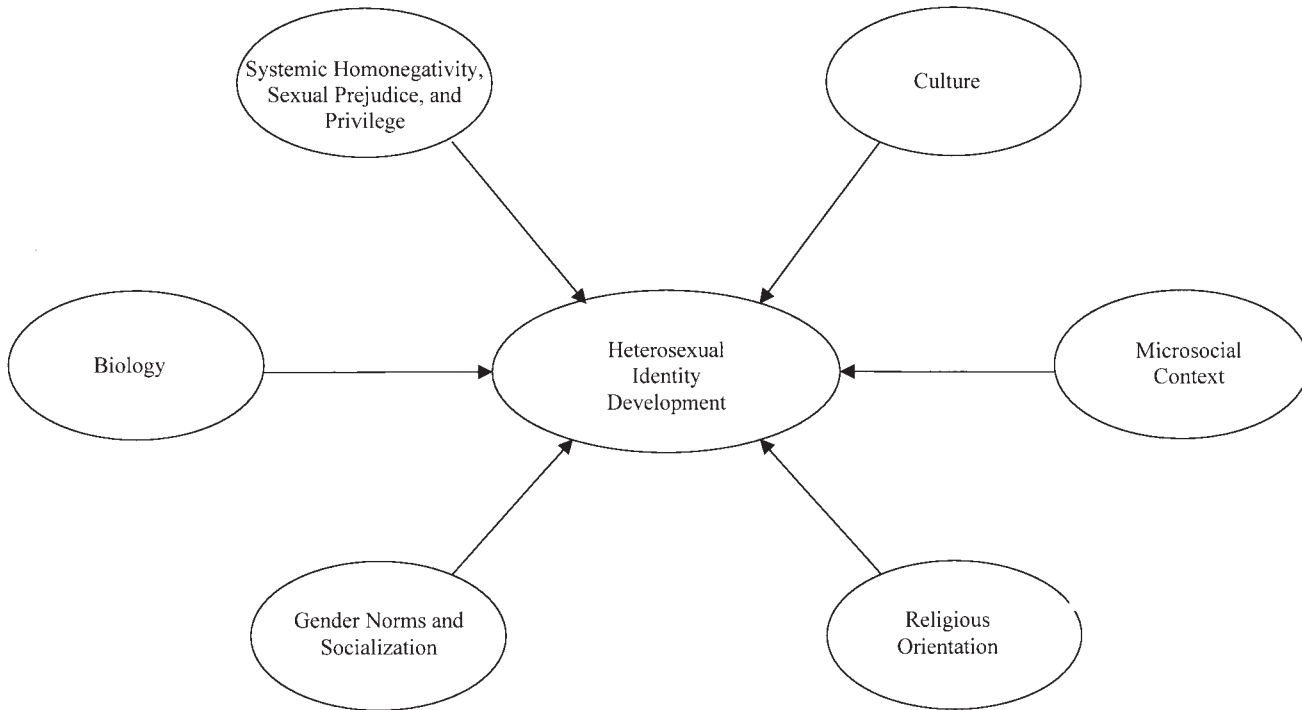 Systemic Homonegativity,
Sexual Prejudice, and
Privilege
Culture
Biology
Heterosexual
Identity
Development
Microsocial
Context
Gender Norms and
Socialization
Religious
Orientation